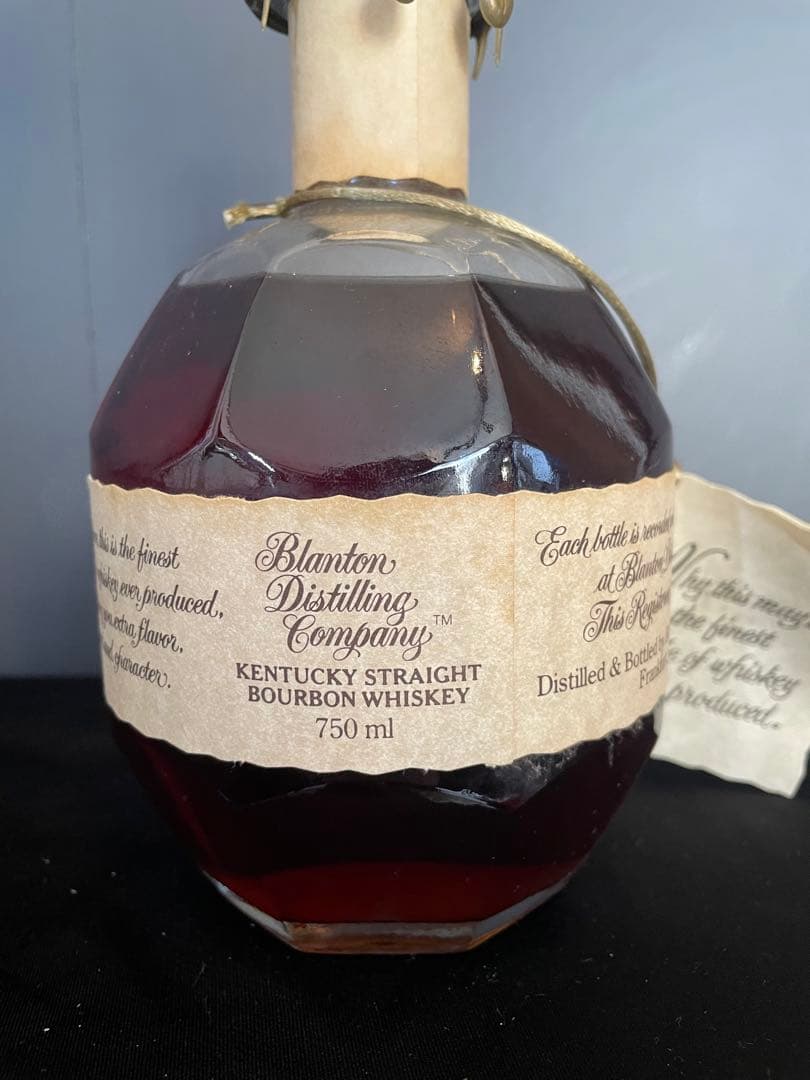 this is the finest
whiskey ever produced,
extra flavor,
character.
Blanton
Distilling
Company™
KENTUCKY STRAIGHT
BOURBON WHISKEY
750 ml
Each bottle is
at Blanton
This
Distilled & Bottled
Why this may
the finest
of whiskey
produced.